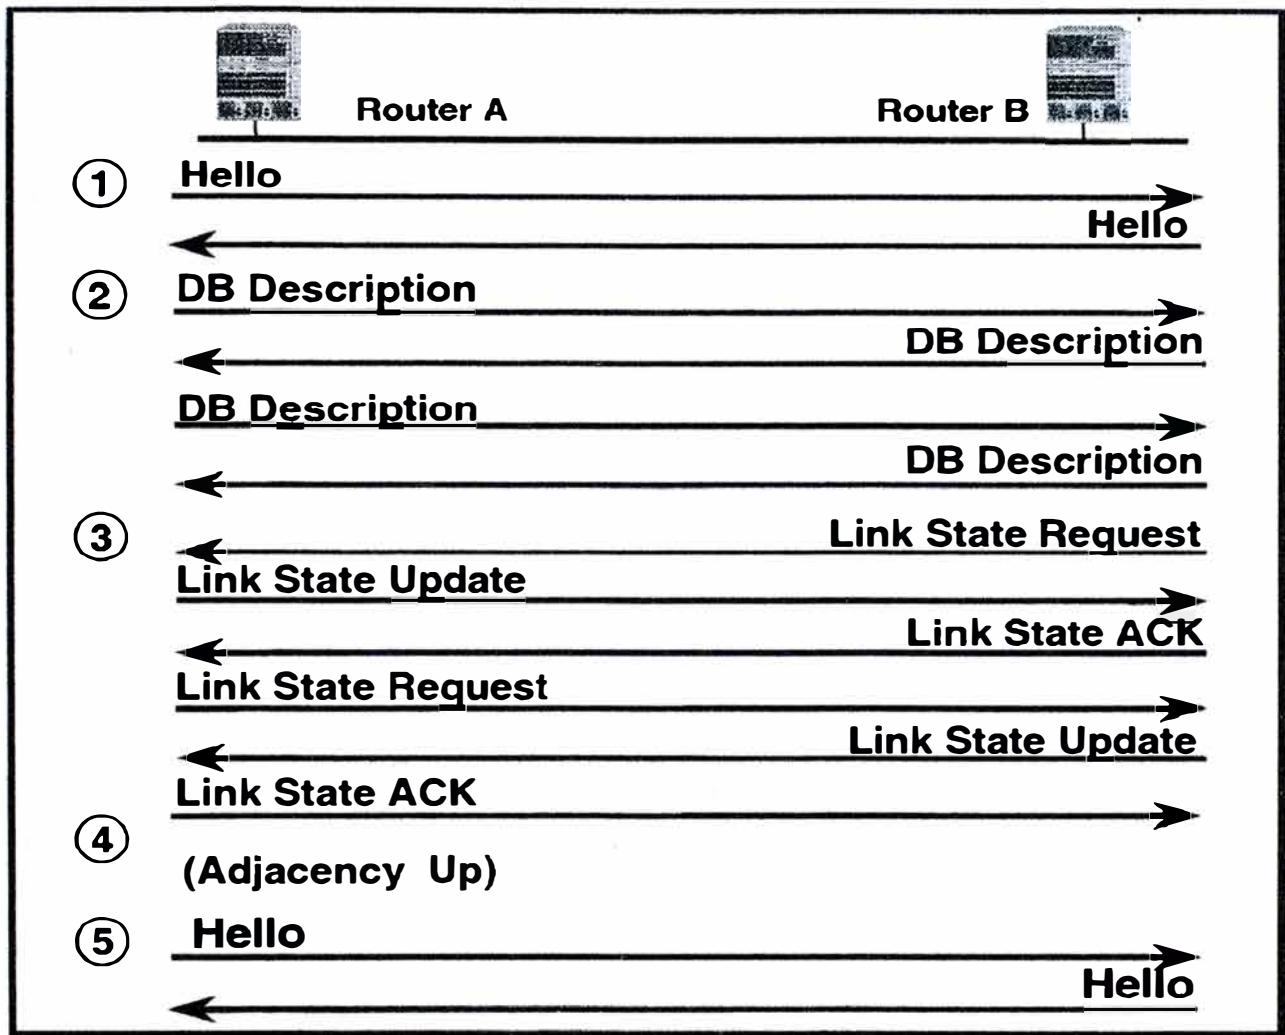 Router A
Router B
1
Hello
Hello
2
DB Description
DB Description
DB Description
DB Description
3
Link State Request
Link State Update
Link State ACK
Link State Request
Link State Update
Link State ACK
4
(Adjacency Up)
5
Hello
Hello